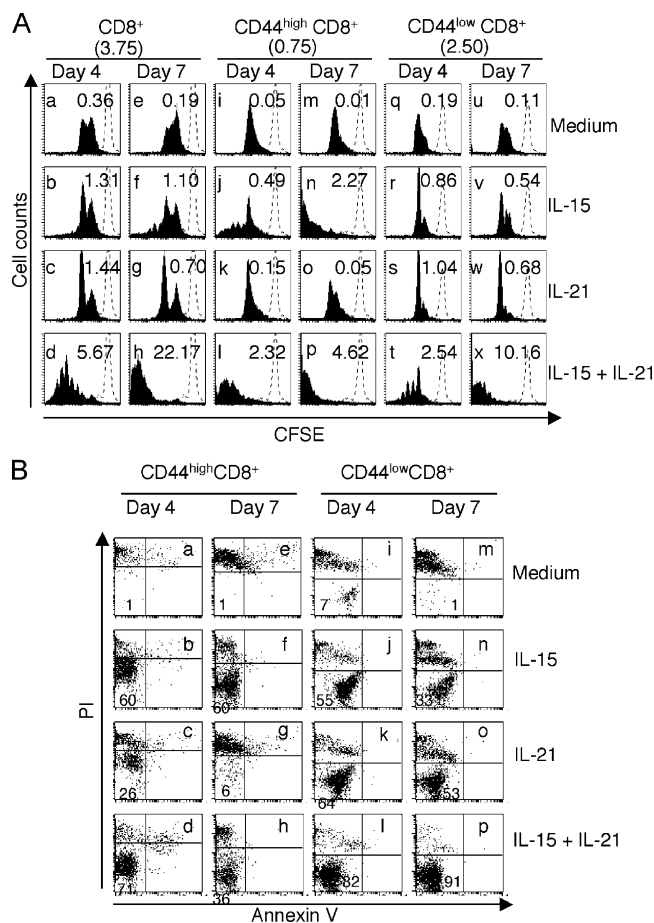 A
CD8⁺ CD44ʰⁱᵍʰ CD8⁺ CD44ˡᵒʷ CD8⁺
(3.75) (0.75) (2.50)
Day 4 Day 7 Day 4 Day 7 Day 4 Day 7
a 0.36 e 0.19 i 0.05 m 0.01 q 0.19 u 0.11 Medium
b 1.31 f 1.10 j 0.49 n 2.27 r 0.86 v 0.54 IL-15
c 1.44 g 0.70 k 0.15 o 0.05 s 1.04 w 0.68 IL-21
d 5.67 h 22.17 l 2.32 p 4.62 t 2.54 x 10.16 IL-15 + IL-21
Cell counts
CFSE
B
CD44ʰⁱᵍʰCD8⁺ CD44ˡᵒʷCD8⁺
Day 4 Day 7 Day 4 Day 7
a e i m Medium
1 1 7 1
b f j n IL-15
60 60 55 33
c g k o IL-21
26 6 64 53
d h l p IL-15 + IL-21
71 36 82 91
PI
Annexin V